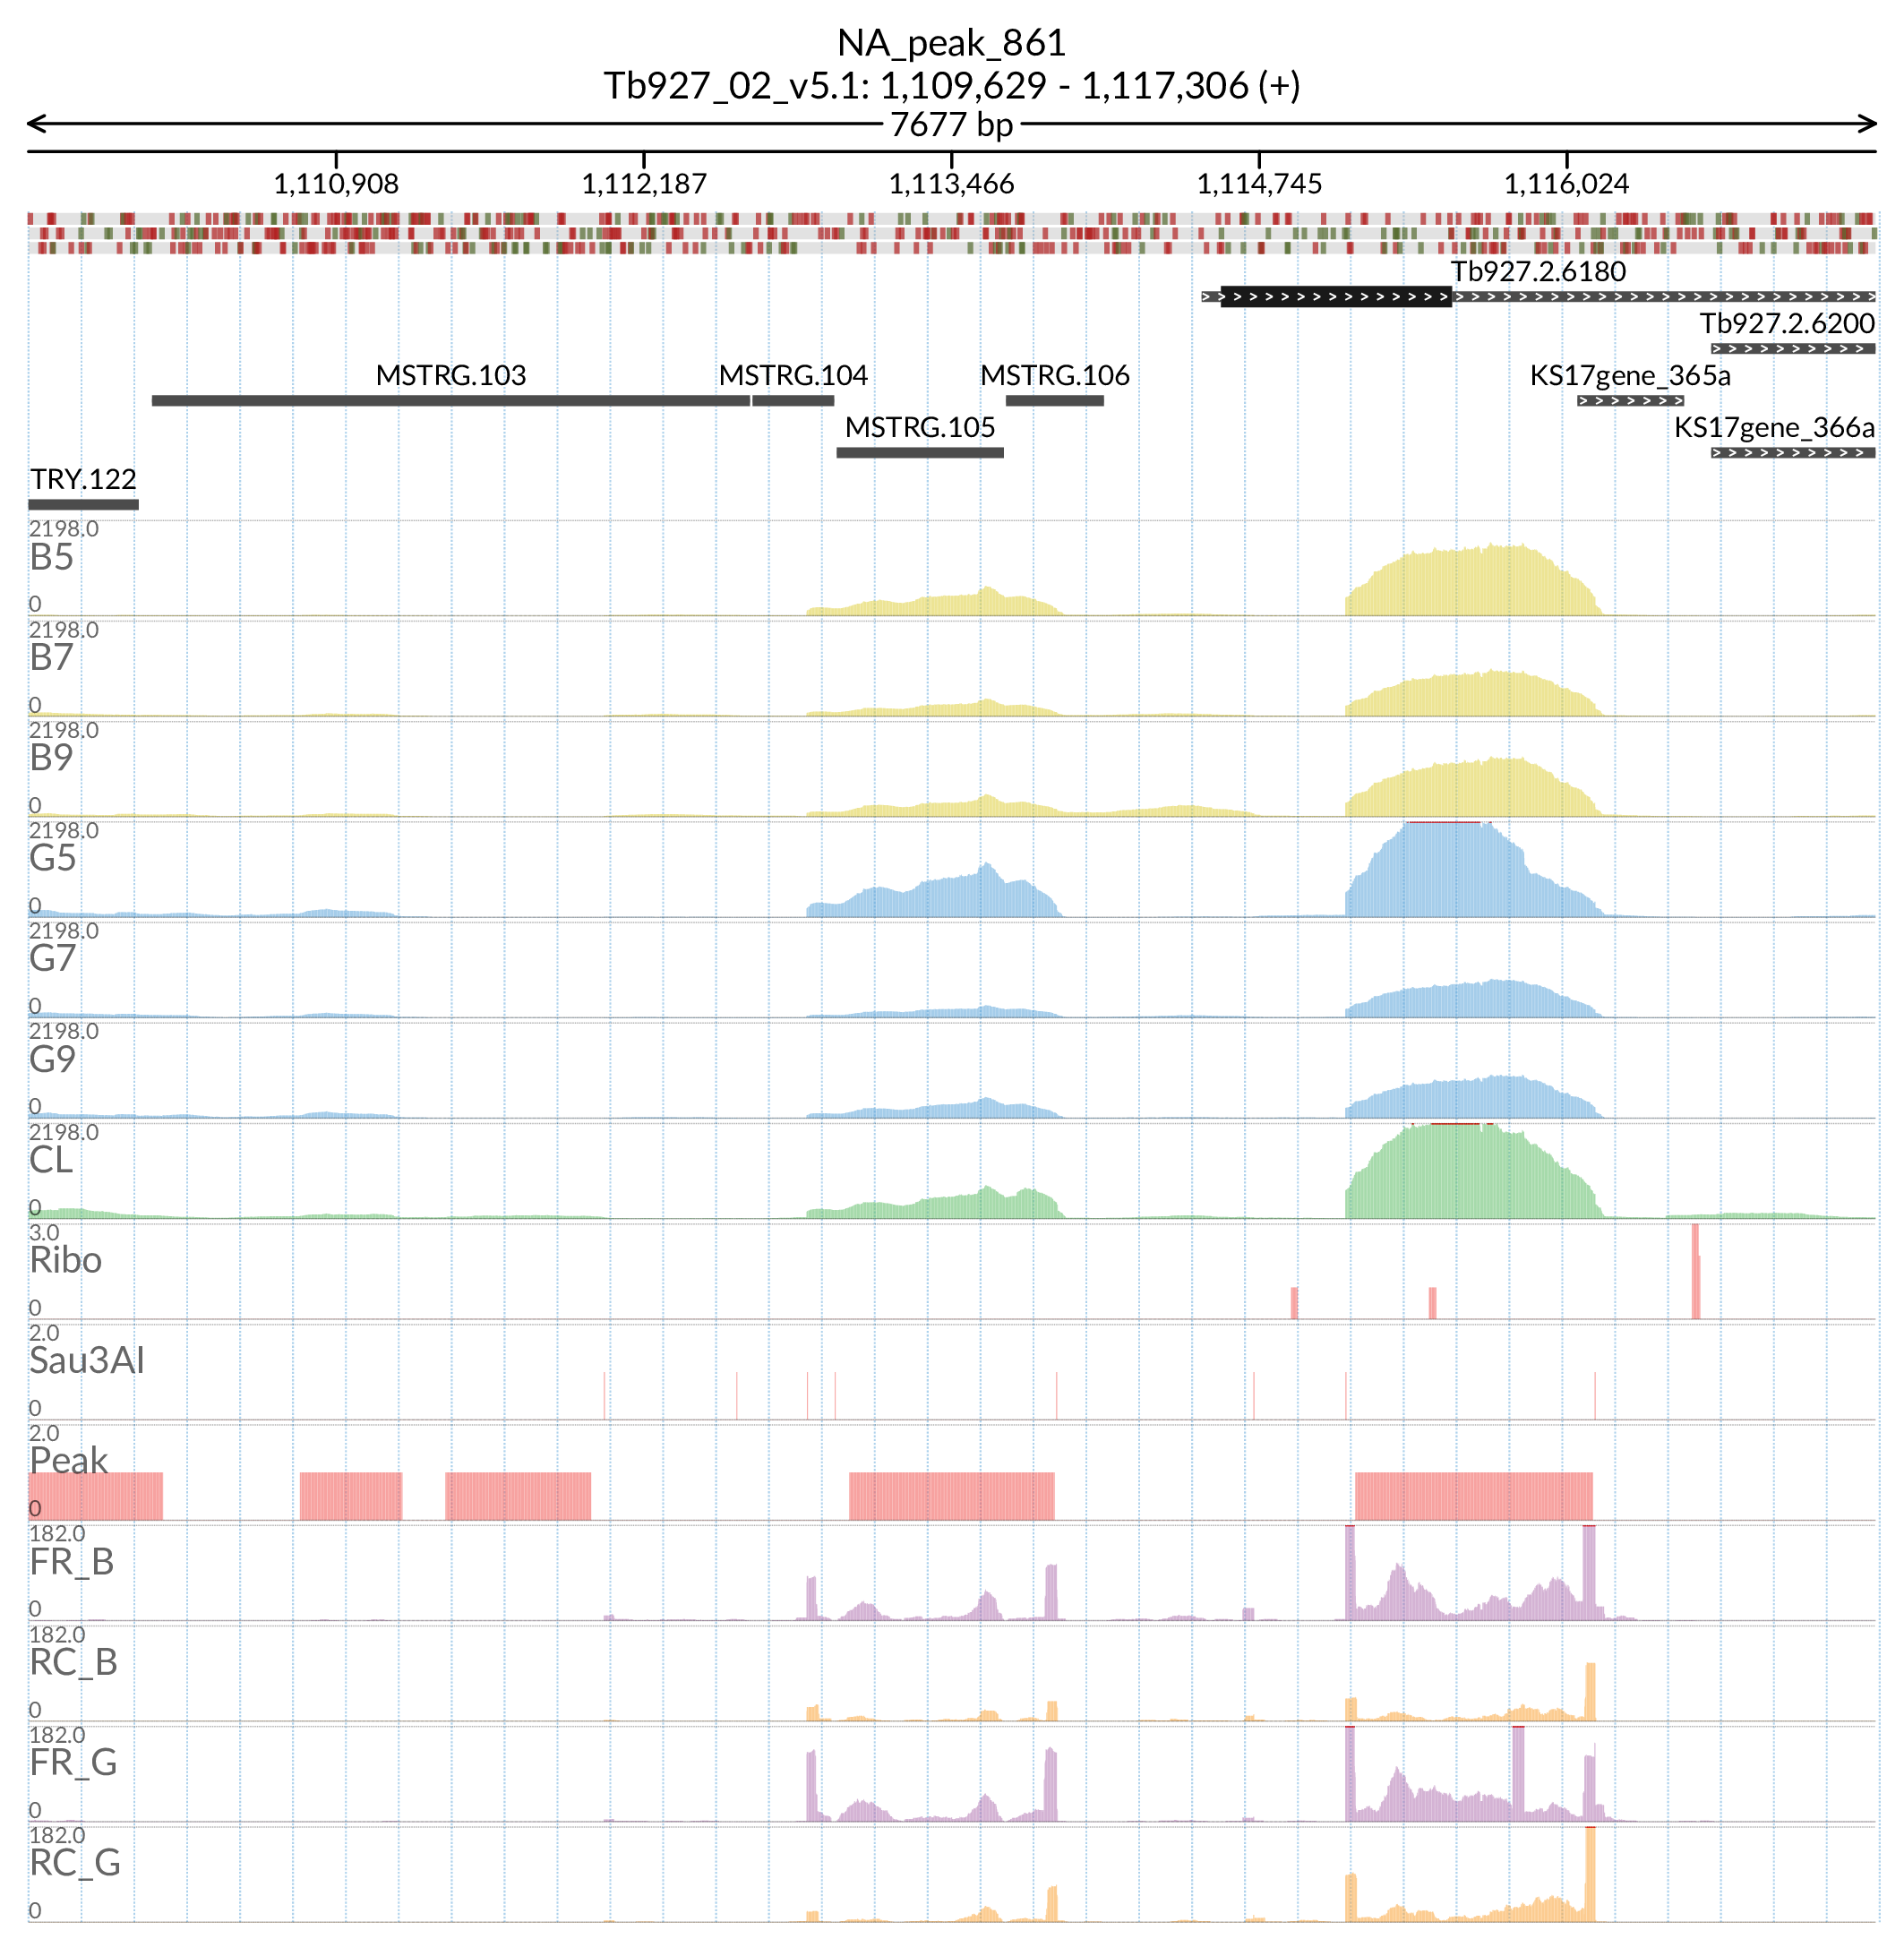 NA_peak_861
Tb927_02_v5.1: 1,109,629 - 1,117,306 (+)
7677 bp
1,110,908 1,112,187 1,113,466 1,114,745 1,116,024
Tb927.2.6180
Tb927.2.6200
MSTRG.103 MSTRG.104 MSTRG.106 KS17gene_365a
MSTRG.105 KS17gene_366a
TRY.122
2198.0
B5
0
2198.0
B7
0
2198.0
B9
0
2198.0
G5
0
2198.0
G7
0
2198.0
G9
0
2198.0
CL
0
3.0
Ribo
0
2.0
Sau3AI
0
2.0
Peak
0
182.0
FR_B
0
182.0
RC_B
0
182.0
FR_G
0
182.0
RC_G
0